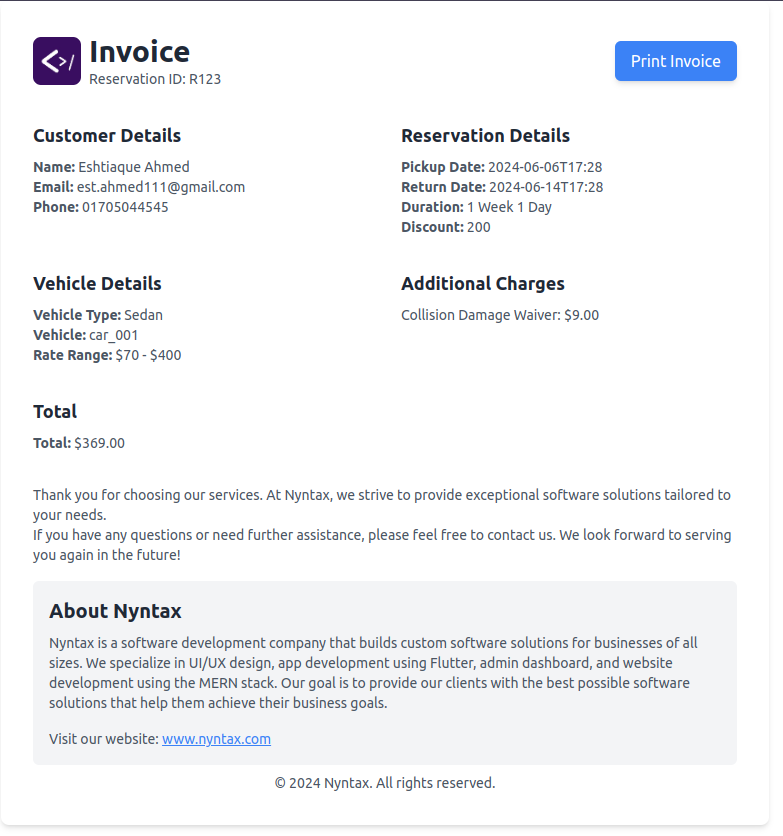 Invoice
Reservation ID: R123
Print Invoice
Customer Details
Name: Eshtiaque Ahmed
Email: est.ahmed111@gmail.com
Phone: 01705044545
Reservation Details
Pickup Date: 2024-06-06T17:28
Return Date: 2024-06-14T17:28
Duration: 1 Week 1 Day
Discount: 200
Vehicle Details
Vehicle Type: Sedan
Vehicle: car_001
Rate Range: $70 - $400
Additional Charges
Collision Damage Waiver: $9.00
Total
Total: $369.00
Thank you for choosing our services. At Nyntax, we strive to provide exceptional software solutions tailored to
your needs.
If you have any questions or need further assistance, please feel free to contact us. We look forward to serving
you again in the future!
About Nyntax
Nyntax is a software development company that builds custom software solutions for businesses of all
sizes. We specialize in UI/UX design, app development using Flutter, admin dashboard, and website
development using the MERN stack. Our goal is to provide our clients with the best possible software
solutions that help them achieve their business goals.
Visit our website: www.nyntax.com
© 2024 Nyntax. All rights reserved.